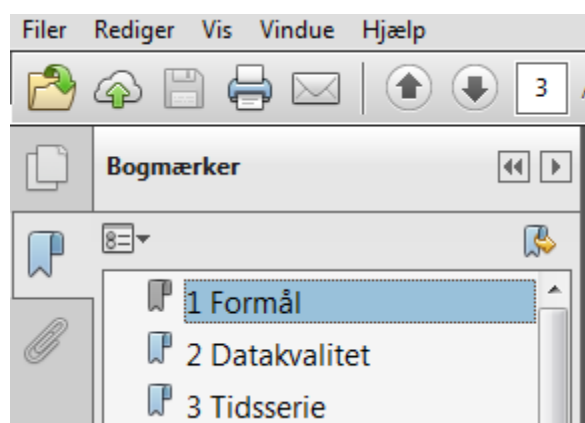 Filer Rediger Vis Vindue Hjælp
3
Bogmærker
1 Formål
2 Datakvalitet
3 Tidsserie